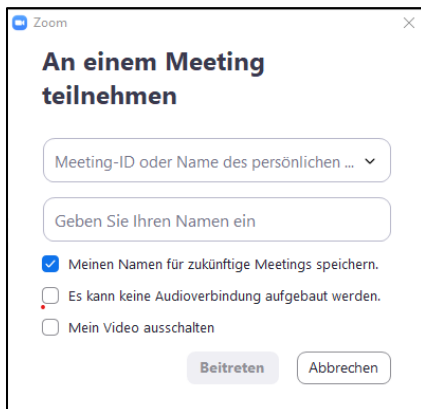 Zoom
An einem Meeting
teilnehmen
Meeting-ID oder Name des persönlichen ...
Geben Sie Ihren Namen ein
Meinen Namen für zukünftige Meetings speichern.
Es kann keine Audioverbindung aufgebaut werden.
Mein Video ausschalten
Beitreten Abbrechen